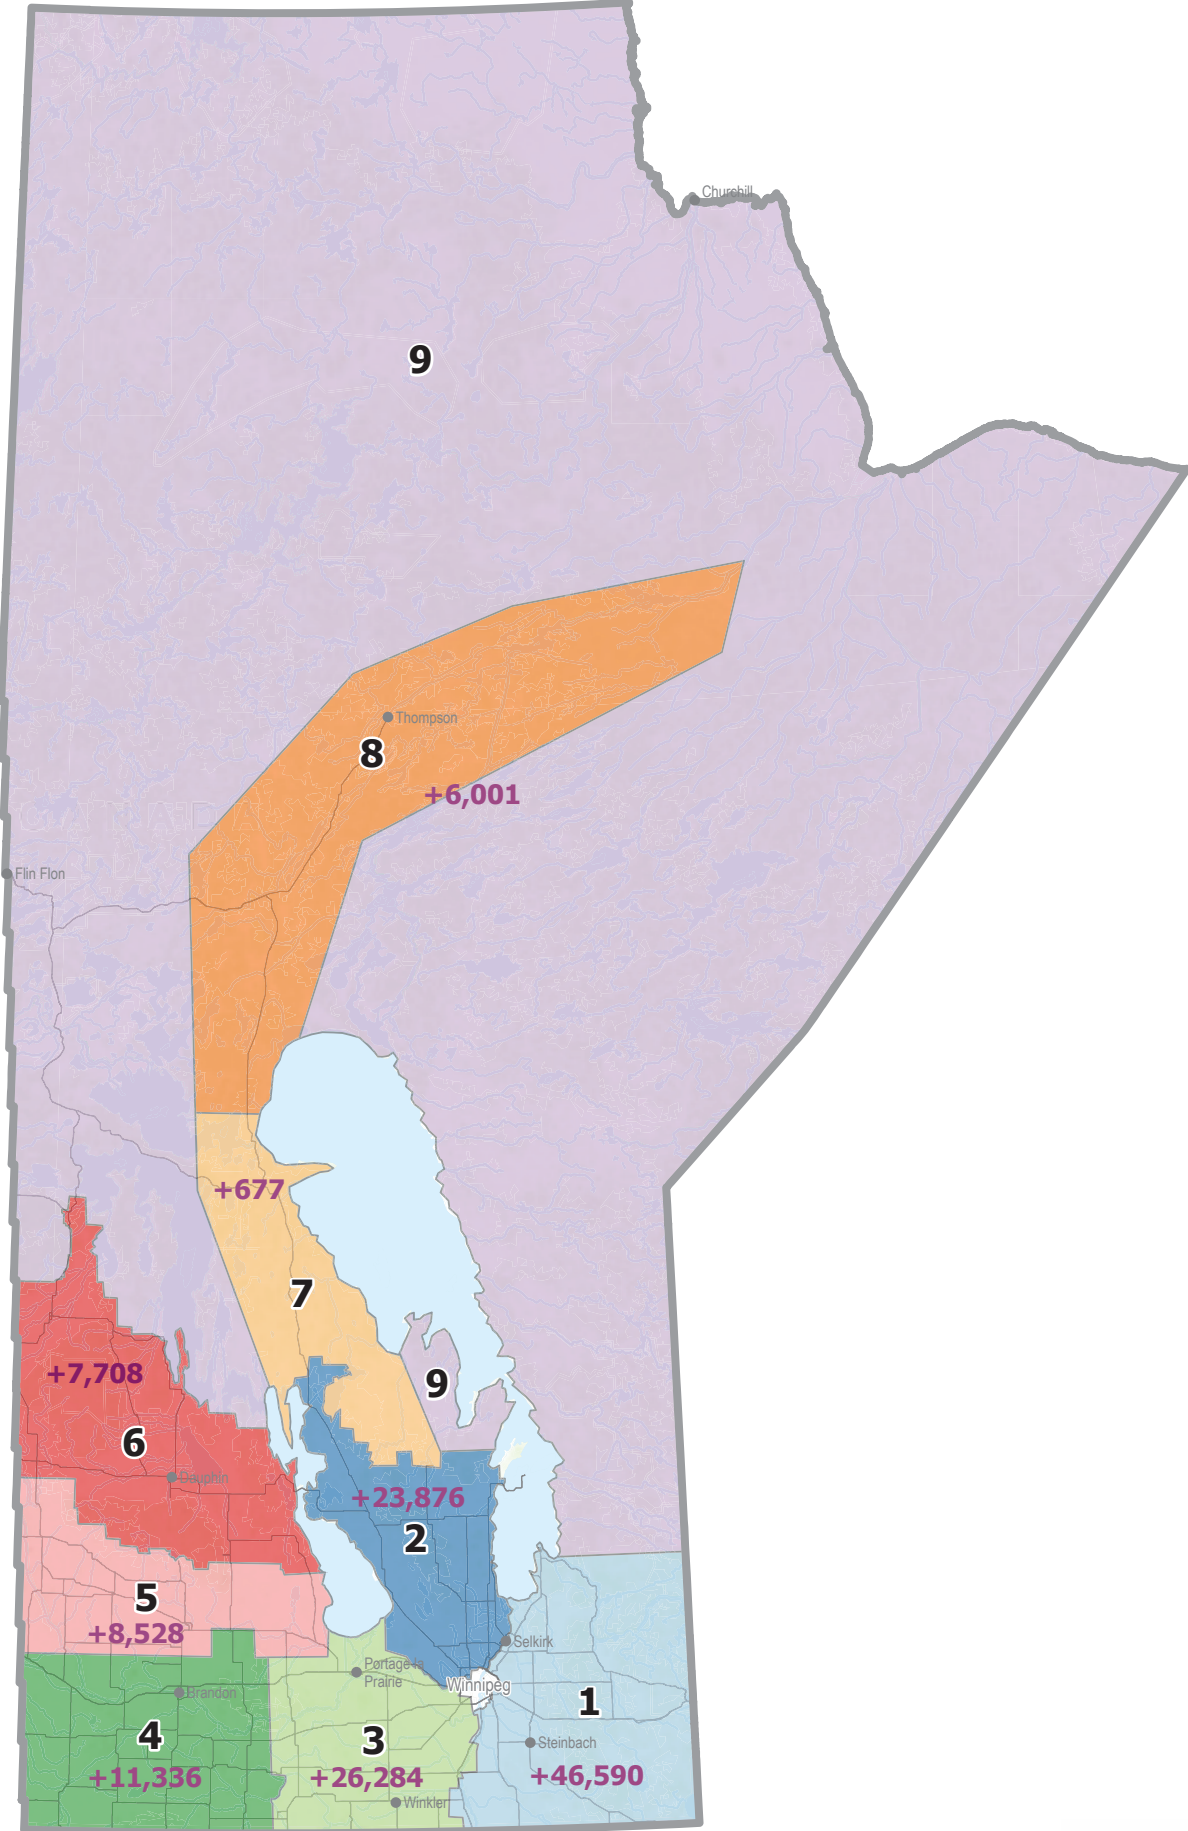 Churchill
9
Thompson
8
+6,001
Flin Flon
+677
7
+7,708
9
6
Dauphin
+23,876
2
5
+8,528
Selkirk
Portage la
Prairie
Winnipeg
Brandon
1
4
3
Steinbach
+11,336
+26,284
+46,590
Winkler